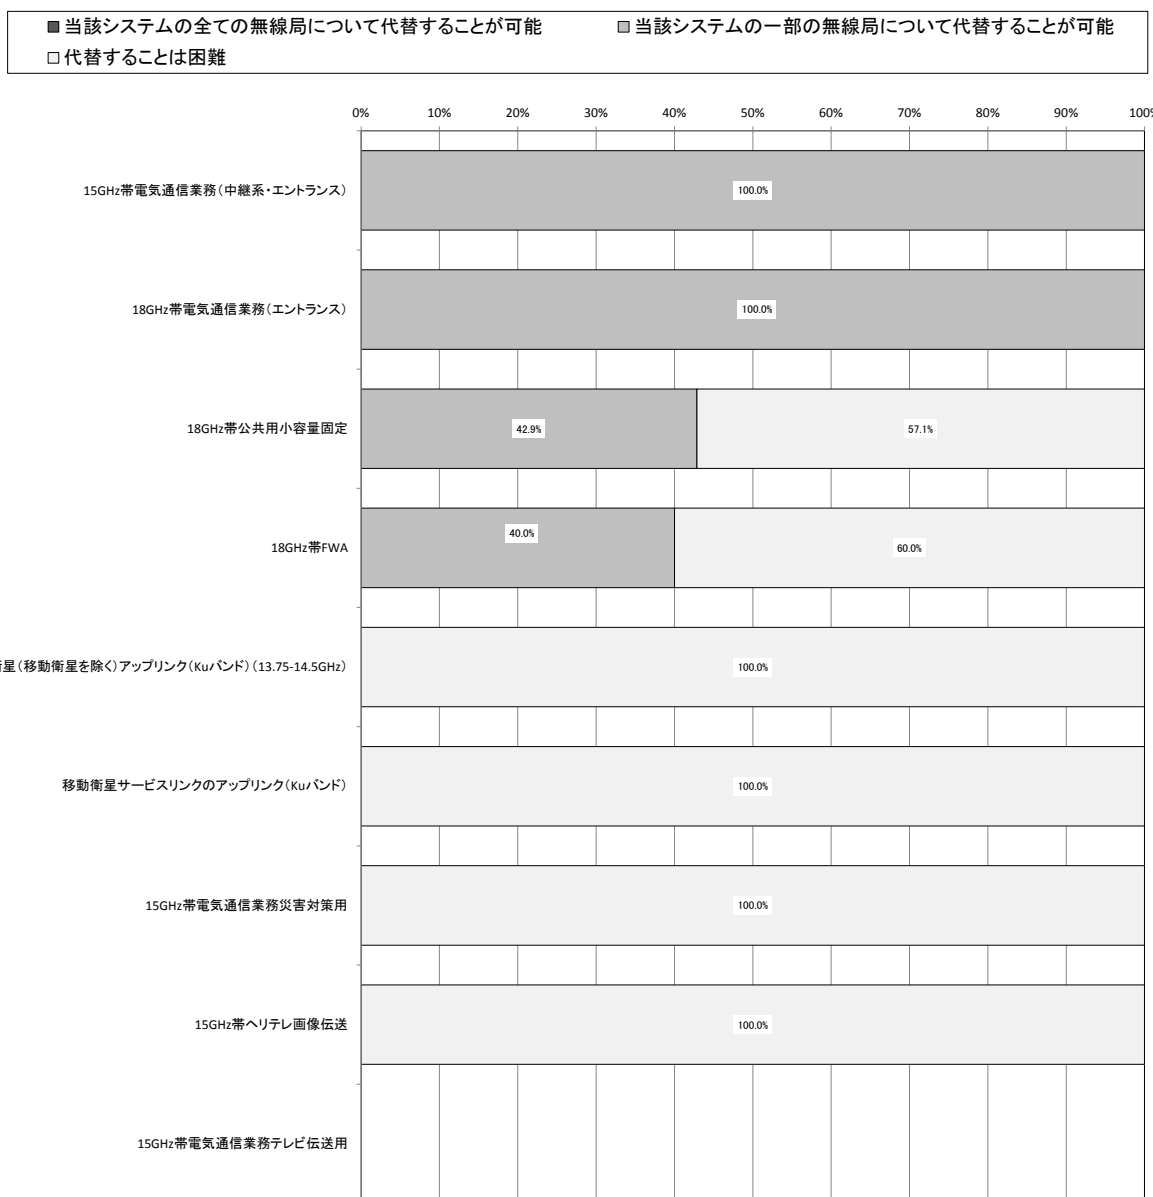 ■当該システムの全ての無線局について代替することが可能 ■当該システムの一部の無線局について代替することが可能
□代替することは困難
0% 10% 20% 30% 40% 50% 60% 70% 80% 90% 100%
15GHz帯電気通信業務(中継系・エントランス) 100.0%
18GHz帯電気通信業務(エントランス) 100.0%
18GHz帯公共用小容量固定 42.9% 57.1%
18GHz帯FWA 40.0% 60.0%
星(移動衛星を除く)アップリンク(Kuバンド)(13.75-14.5GHz) 100.0%
移動衛星サービスリンクのアップリンク(Kuバンド) 100.0%
15GHz帯電気通信業務災害対策用 100.0%
15GHz帯ヘリテレ画像伝送 100.0%
15GHz帯電気通信業務テレビ伝送用